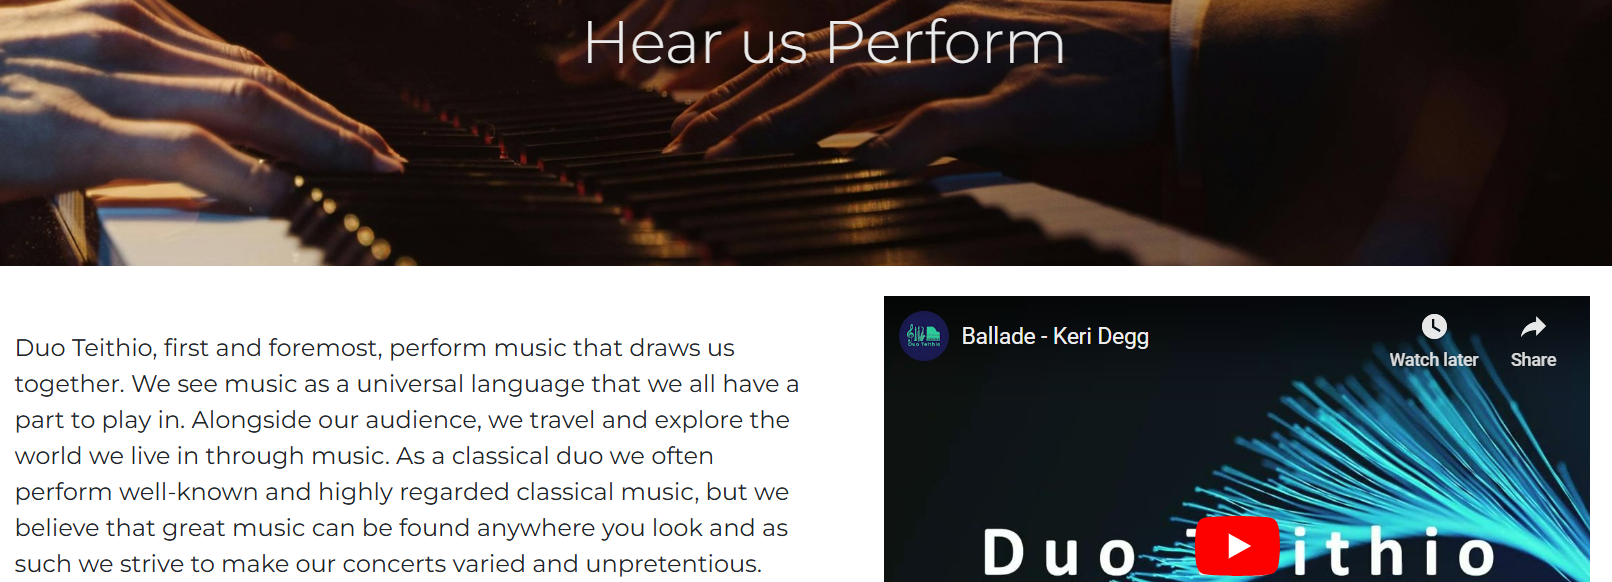 Hear us Perform
Duo Teithio, first and foremost, perform music that draws us
together. We see music as a universal language that we all have a
part to play in. Alongside our audience, we travel and explore the
world we live in through music. As a classical duo we often
perform well-known and highly regarded classical music, but we
believe that great music can be found anywhere you look and as
such we strive to make our concerts varied and unpretentious.
Duo Teithio
Ballade - Keri Degg
Watch later
Share
Duo Teithio